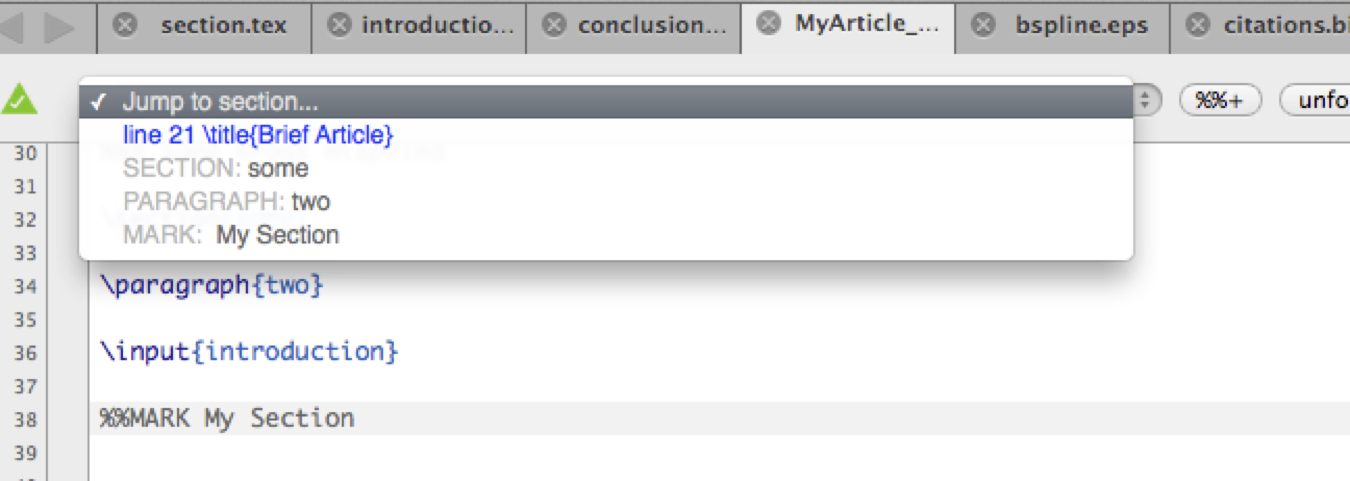 section.tex introductio... conclusion... MyArticle_... bspline.eps citations.bi
✓ Jump to section... %%+ unfo
line 21 \title{Brief Article}
30
SECTION: some
31
PARAGRAPH: two
32
MARK: My Section
33
34 \paragraph{two}
35
36 \input{introduction}
37
38 %%MARK My Section
39